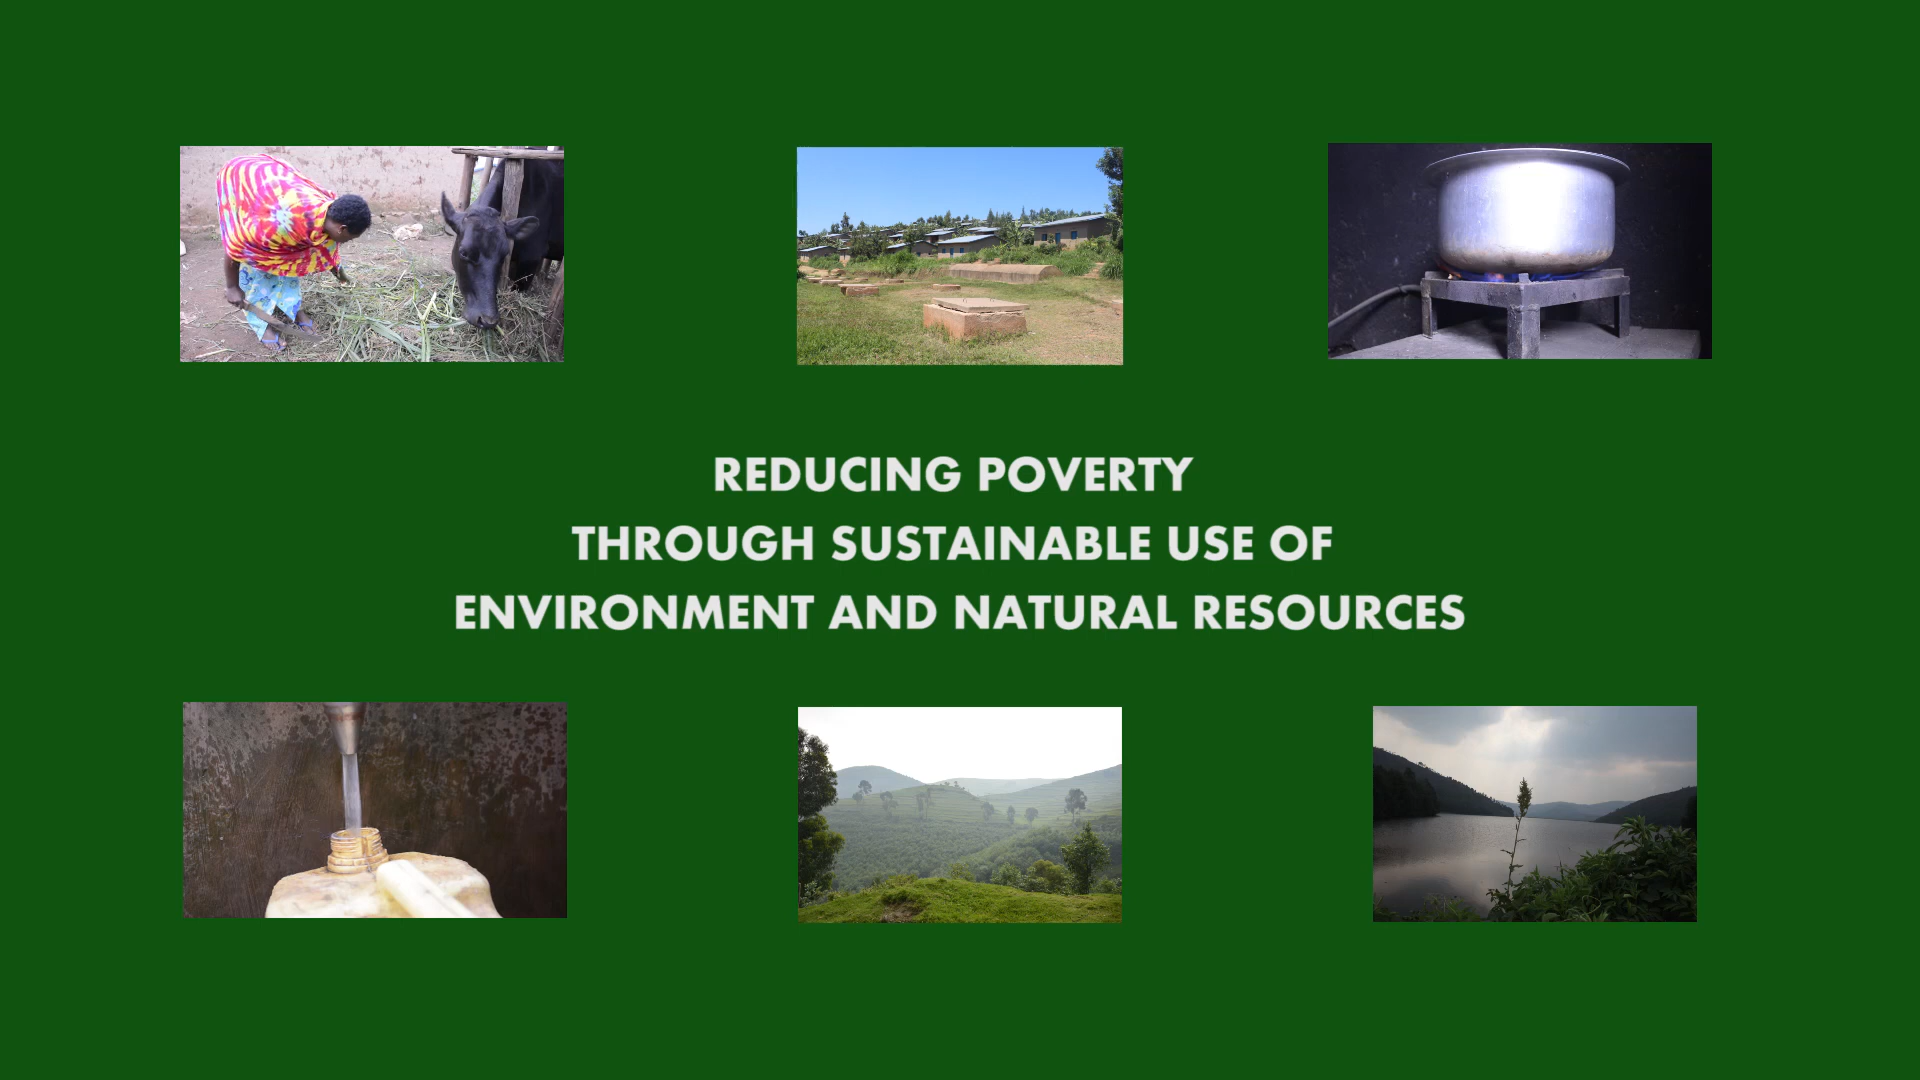 REDUCING POVERTY
THROUGH SUSTAINABLE USE OF
ENVIRONMENT AND NATURAL RESOURCES